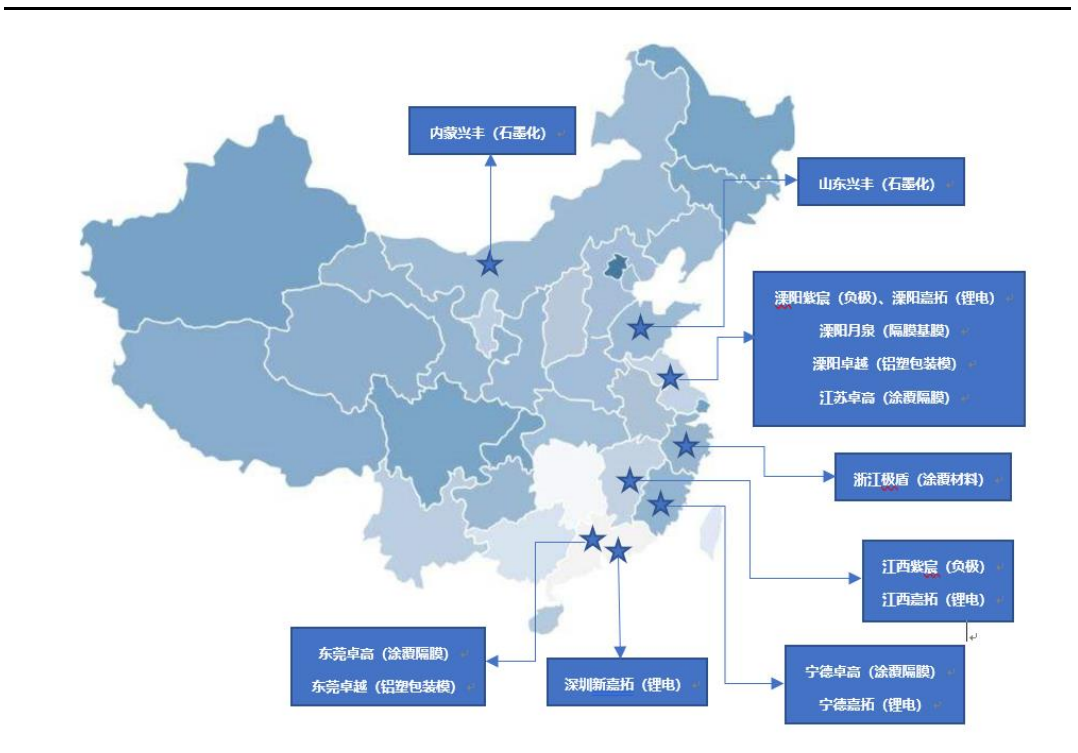 内蒙兴丰（石墨化）
山东兴丰（石墨化）
溧阳紫宸（负极）、溧阳嘉拓（锂电）
溧阳月泉（隔膜基膜）
溧阳卓越（铝塑包装模）
江苏卓高（涂覆隔膜）
浙江极盾（涂覆材料）
江西紫宸（负极）
江西嘉拓（锂电）
东莞卓高（涂覆隔膜）
东莞卓越（铝塑包装模）
深圳新嘉拓（锂电）
宁德卓高（涂覆隔膜）
宁德嘉拓（锂电）